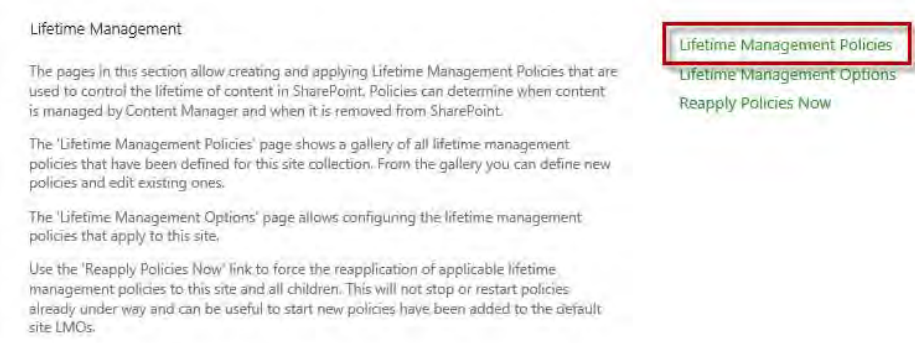 Lifetime Management
The pages in this section allow creating and applying Lifetime Management Policies that are
used to control the lifetime of content in SharePoint. Policies can determine when content
is managed by Content Manager and when it is removed from SharePoint.
The 'Lifetime Management Policies' page shows a gallery of all lifetime management
policies that have been defined for this site collection. From the gallery you can define new
policies and edit existing ones.
The 'Lifetime Management Options' page allows configuring the lifetime management
policies that apply to this site.
Use the 'Reapply Policies Now' link to force the reapplication of applicable lifetime
management policies to this site and all children. This will not stop or restart policies
already under way and can be useful to start new policies have been added to the default
site LMOs.
Lifetime Management Policies
Lifetime Management Options
Reapply Policies Now